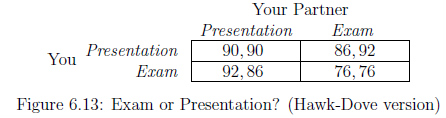 Your Partner
Presentation Exam
You Presentation 90, 90 86, 92
Exam 92, 86 76, 76
Figure 6.13: Exam or Presentation? (Hawk-Dove version)